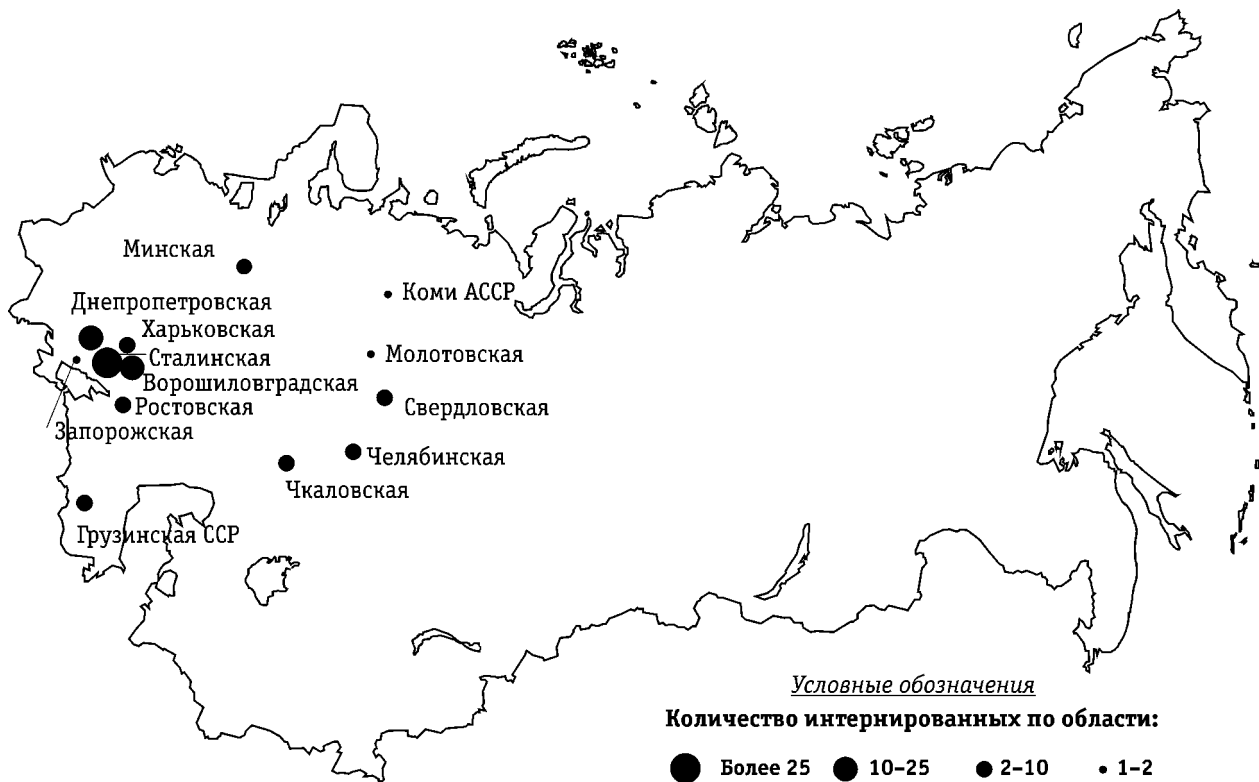 Минская
Коми АССР
Днепропетровская
Харьковская
Сталинская
Молотовская
Ворошиловградская
Ростовская
Свердловская
Запорожская
Челябинская
Чкаловская
Грузинская ССР
Условные обозначения
Количество интернированных по области:
Более 25 10–25 2–10 1–2